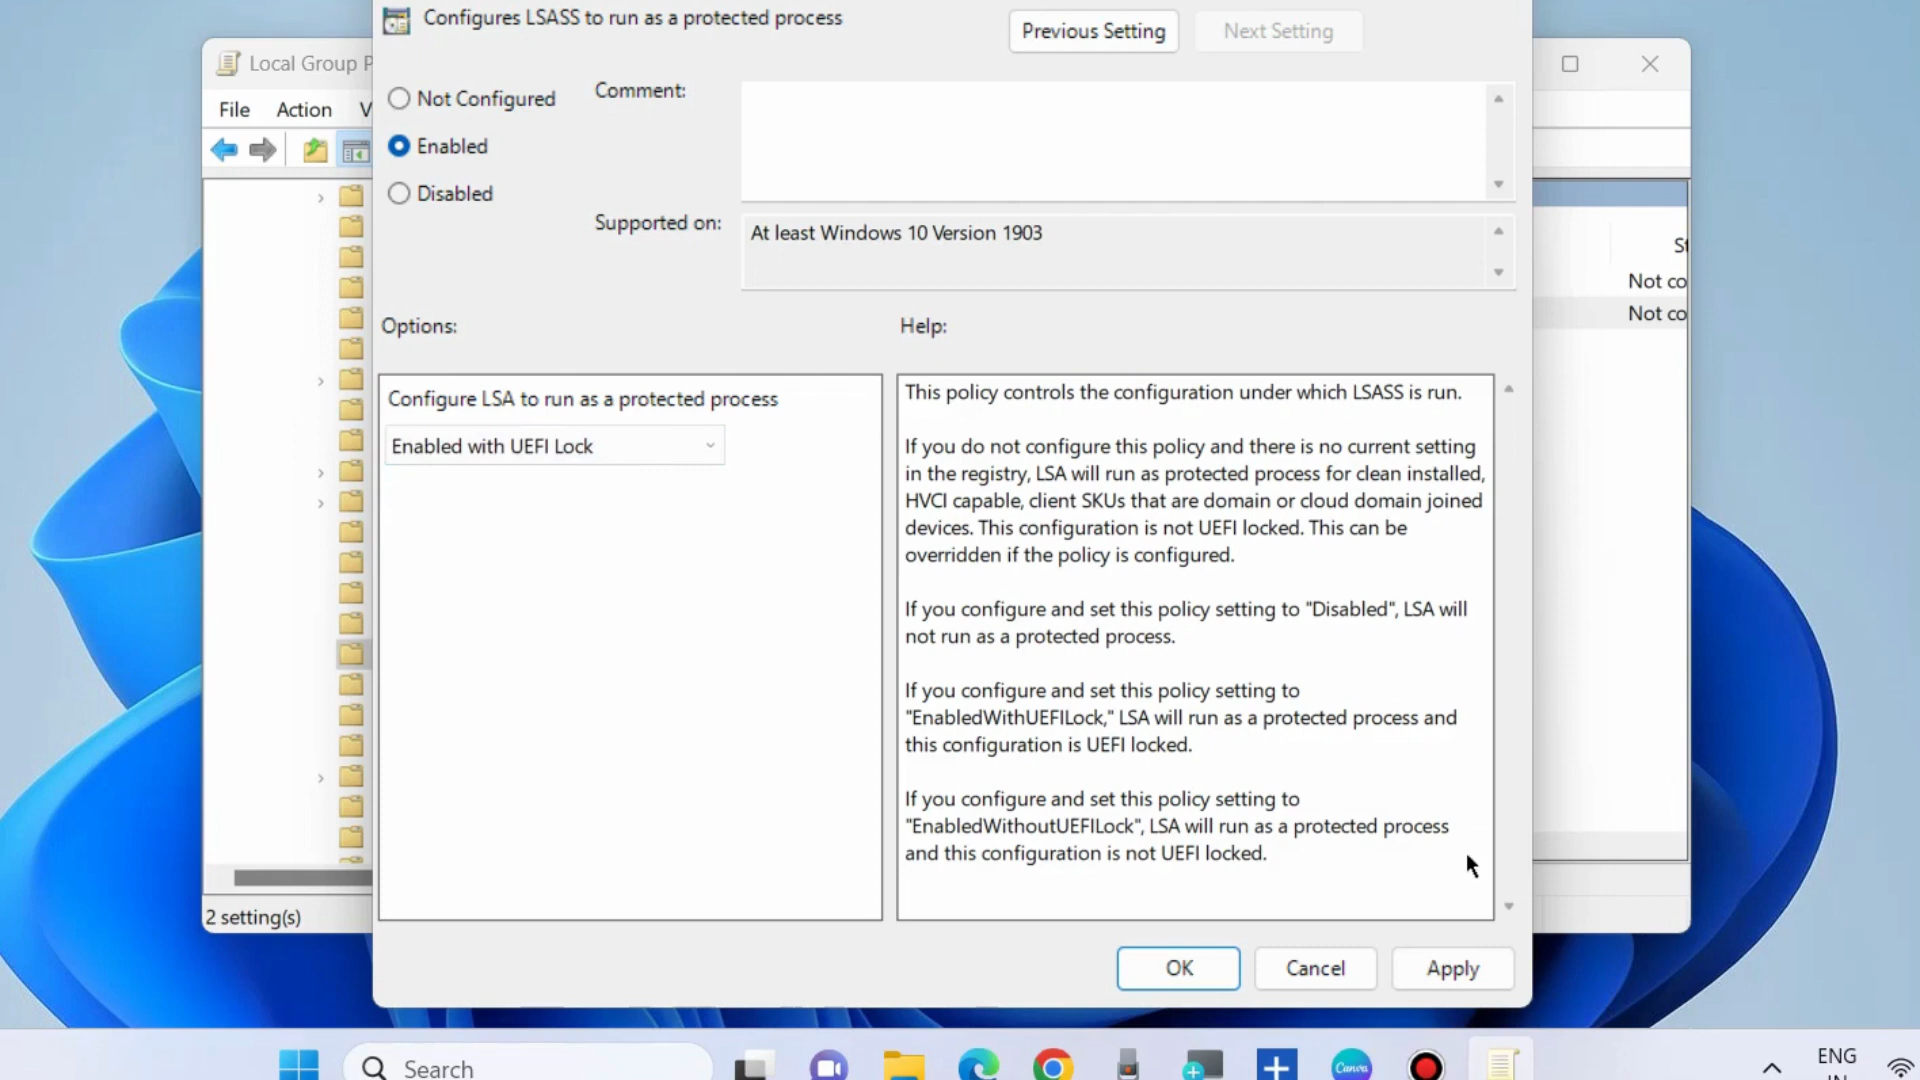 Configures LSASS to run as a protected process
Previous Setting
Next Setting
Local Group P
File
Action
V
Not Configured
Enabled
Disabled
Comment:
Supported on:
At least Windows 10 Version 1903
St
Not co
Not co
Options:
Help:
Configure LSA to run as a protected process
Enabled with UEFI Lock
This policy controls the configuration under which LSASS is run.
If you do not configure this policy and there is no current setting
in the registry, LSA will run as protected process for clean installed,
HVCI capable, client SKUs that are domain or cloud domain joined
devices. This configuration is not UEFI locked. This can be
overridden if the policy is configured.
If you configure and set this policy setting to "Disabled", LSA will
not run as a protected process.
If you configure and set this policy setting to
"EnabledWithUEFILock," LSA will run as a protected process and
this configuration is UEFI locked.
If you configure and set this policy setting to
"EnabledWithoutUEFILock", LSA will run as a protected process
and this configuration is not UEFI locked.
2 setting(s)
OK
Cancel
Apply
Search
Canva
ENG
IN